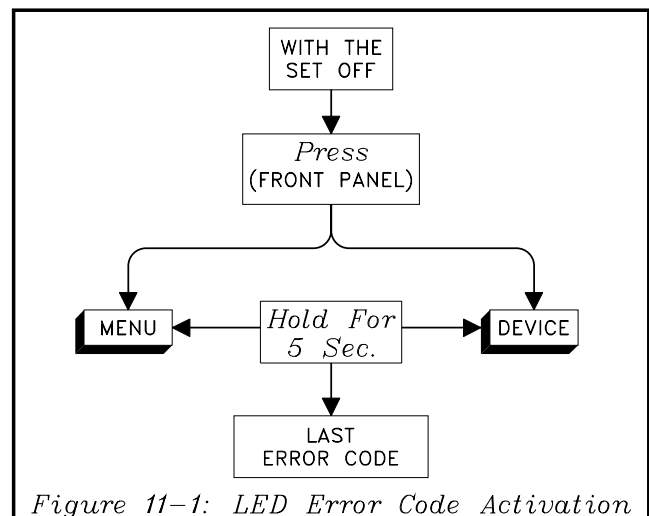 WITH THE
SET OFF
Press
(FRONT PANEL)
MENU
Hold For
5 Sec.
DEVICE
LAST
ERROR CODE
Figure 11-1: LED Error Code Activation